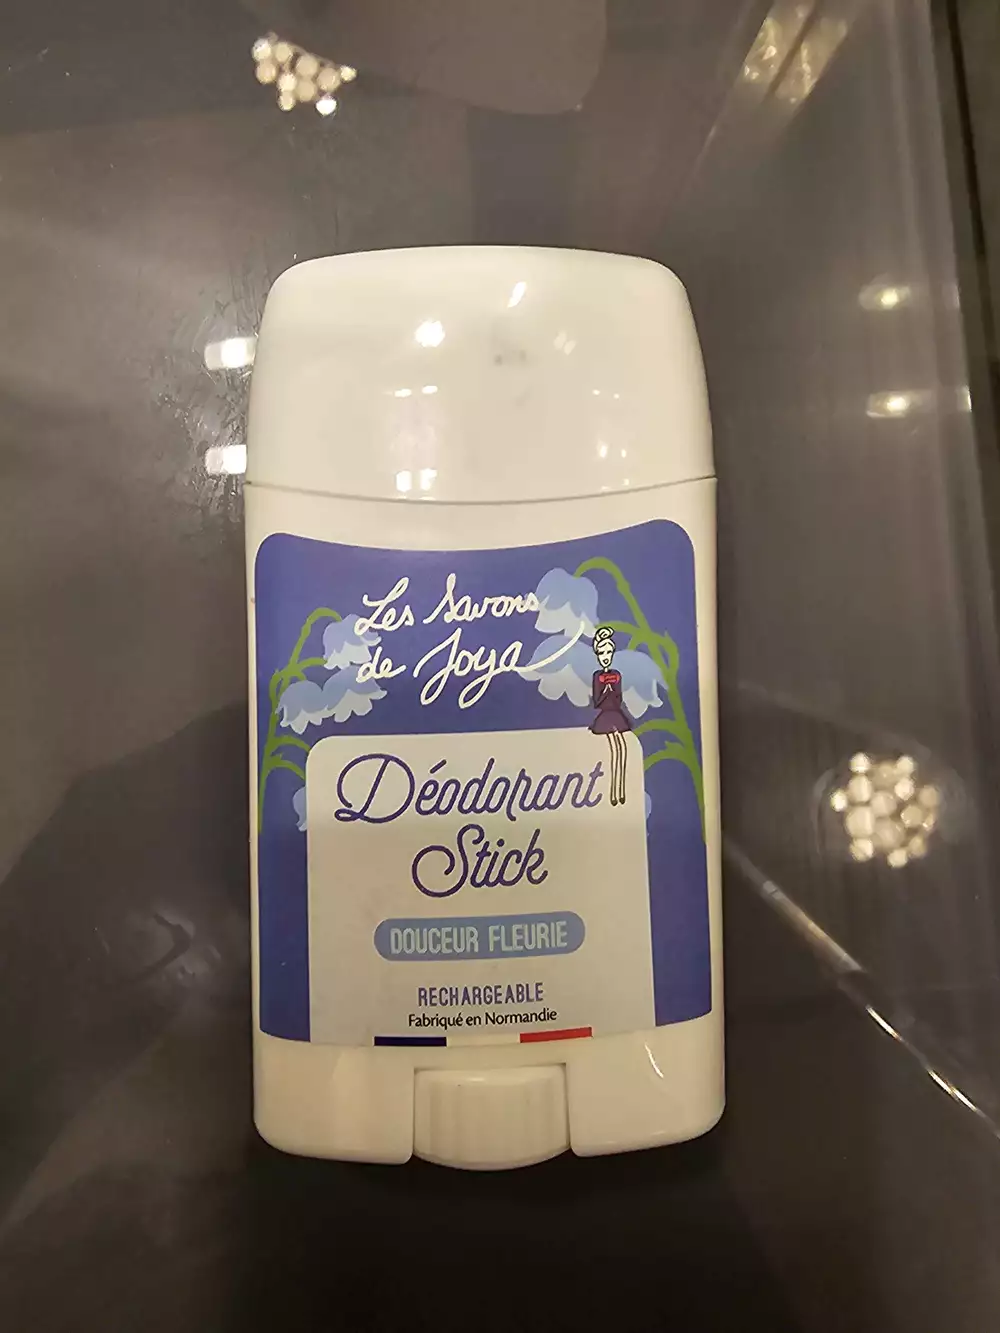 Les Savons
de Joya
Déodorant
Stick
DOUCEUR FLEURIE
RECHARGEABLE
Fabriqué en Normandie